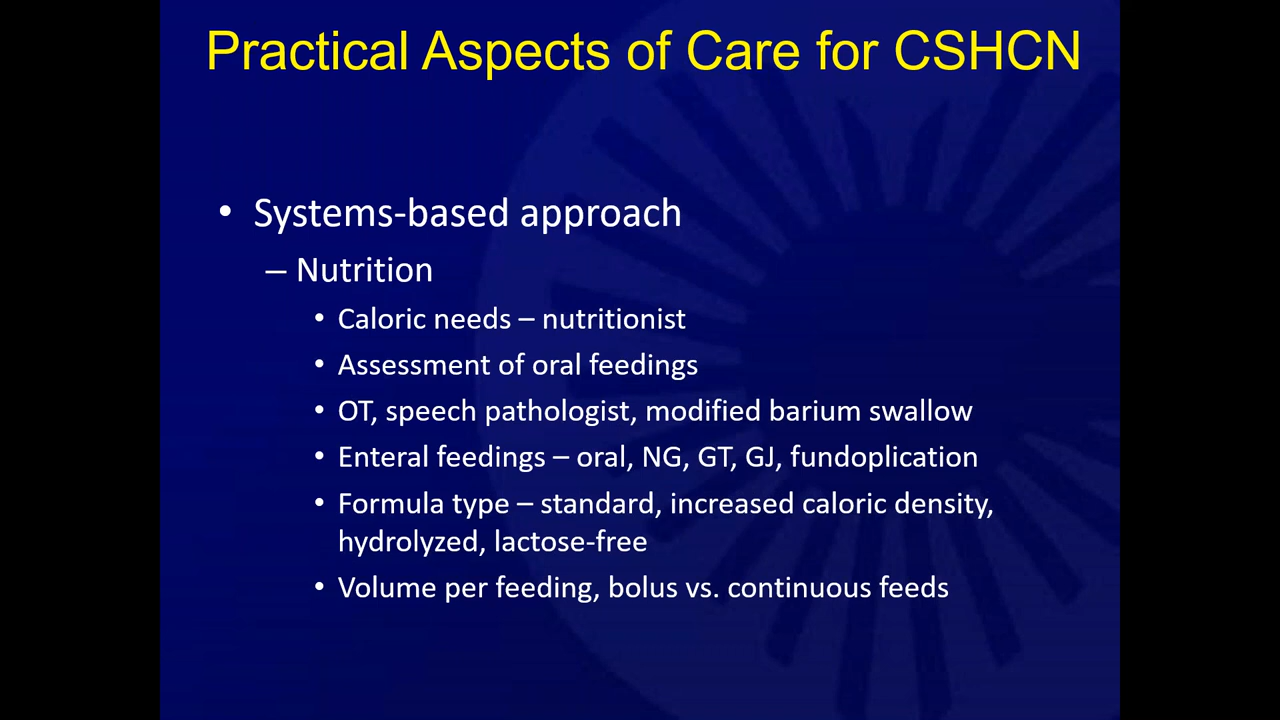 Practical Aspects of Care for CSHCN
• Systems-based approach
– Nutrition
• Caloric needs – nutritionist
• Assessment of oral feedings
• OT, speech pathologist, modified barium swallow
• Enteral feedings – oral, NG, GT, GJ, fundoplication
• Formula type – standard, increased caloric density,
hydrolyzed, lactose-free
• Volume per feeding, bolus vs. continuous feeds